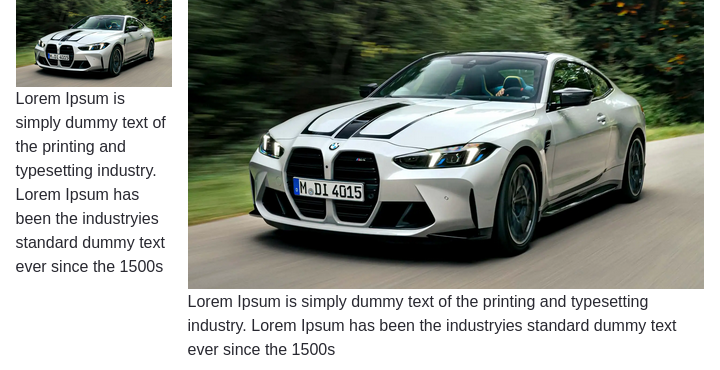 Lorem Ipsum is
simply dummy text of
the printing and
typesetting industry.
Lorem Ipsum has
been the industryies
standard dummy text
ever since the 1500s
M DI 4015
Lorem Ipsum is simply dummy text of the printing and typesetting
industry. Lorem Ipsum has been the industryies standard dummy text
ever since the 1500s